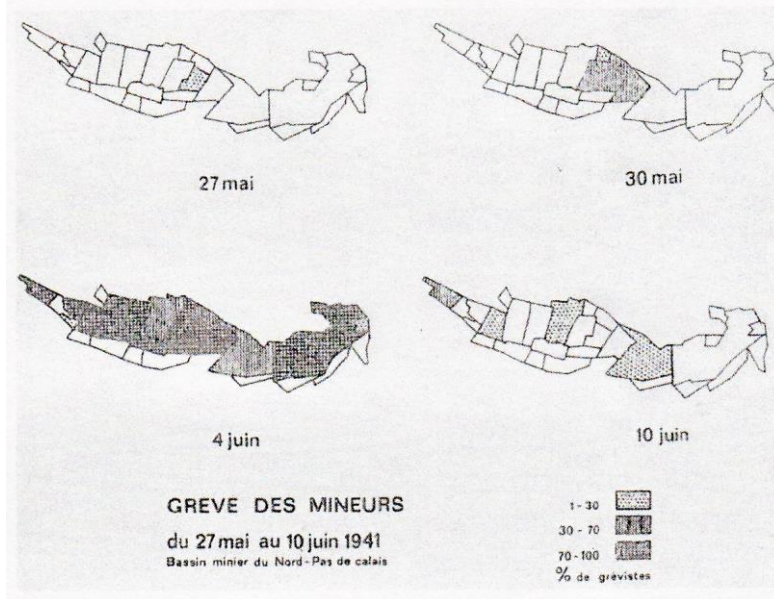 27 mai
30 mai
4 juin
10 juin
GREVE DES MINEURS
du 27 mai au 10 juin 1941
Bassin minier du Nord-Pas de calais
1-30
30-70
70-100
% de grévistes